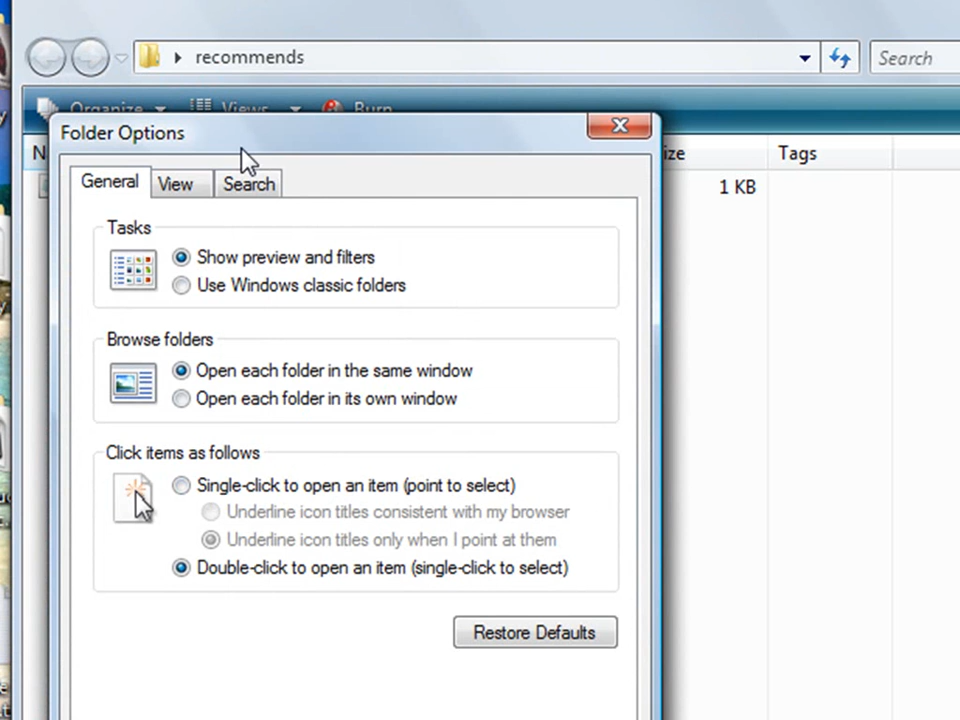 recommends
Search
Organize Views Burn
Folder Options
N ize Tags
General View Search
1 KB
Tasks
Show preview and filters
Use Windows classic folders
Browse folders
Open each folder in the same window
Open each folder in its own window
Click items as follows
Single-click to open an item (point to select)
Underline icon titles consistent with my browser
Underline icon titles only when I point at them
Double-click to open an item (single-click to select)
Restore Defaults